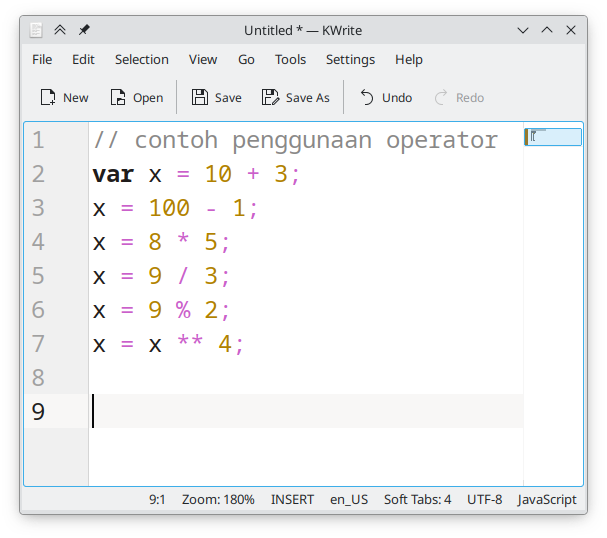 Untitled * — KWrite
File Edit Selection View Go Tools Settings Help
New Open Save Save As Undo Redo
1 // contoh penggunaan operator
2 var x = 10 + 3;
3 x = 100 - 1;
4 x = 8 * 5;
5 x = 9 / 3;
6 x = 9 % 2;
7 x = x ** 4;
8
9
9:1 Zoom: 180% INSERT en_US Soft Tabs: 4 UTF-8 JavaScript